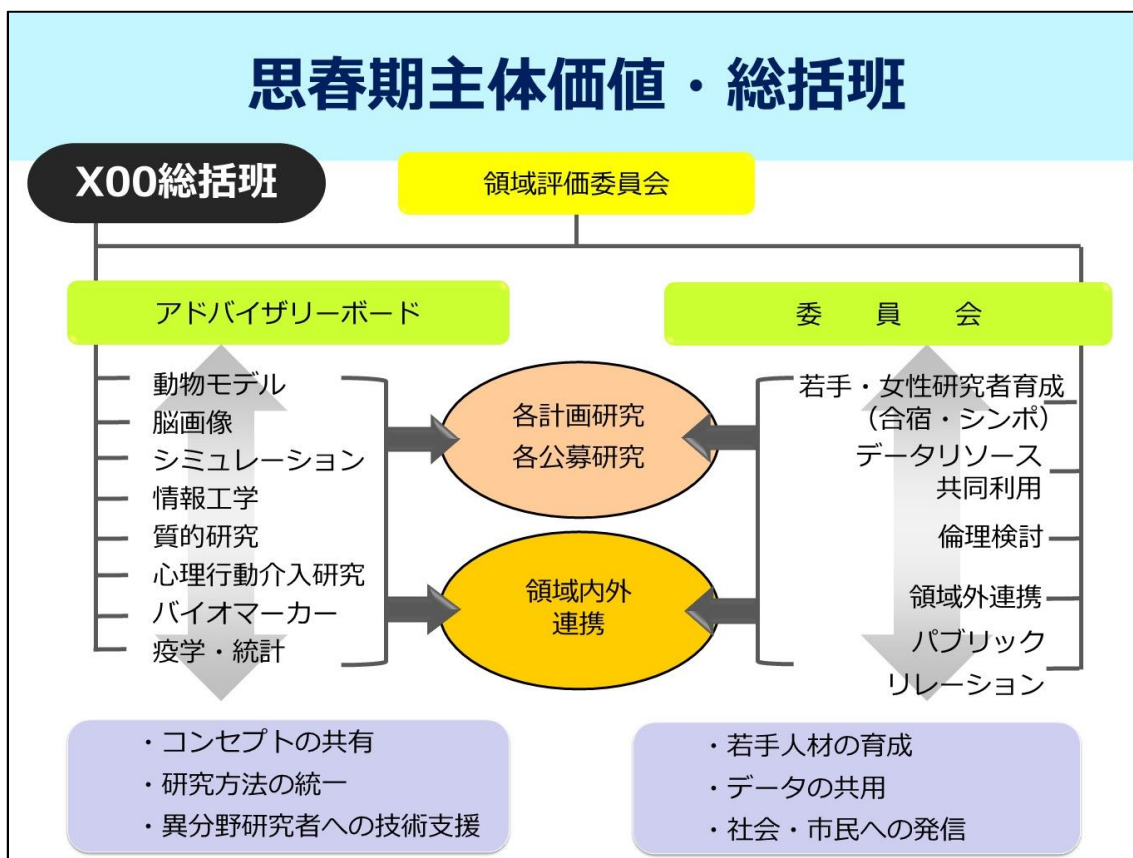 思春期主体価値・総括班
X00総括班
領域評価委員会
アドバイザリーボード
動物モデル
脳画像
シミュレーション
情報工学
質的研究
心理行動介入研究
バイオマーカー
疫学・統計
各計画研究
各公募研究
領域内外
連携
委員会
若手・女性研究者育成
（合宿・シンポ）
データリソース
共同利用
倫理検討
領域外連携
パブリック
リレーション
・コンセプトの共有
・研究方法の統一
・異分野研究者への技術支援
・若手人材の育成
・データの共用
・社会・市民への発信